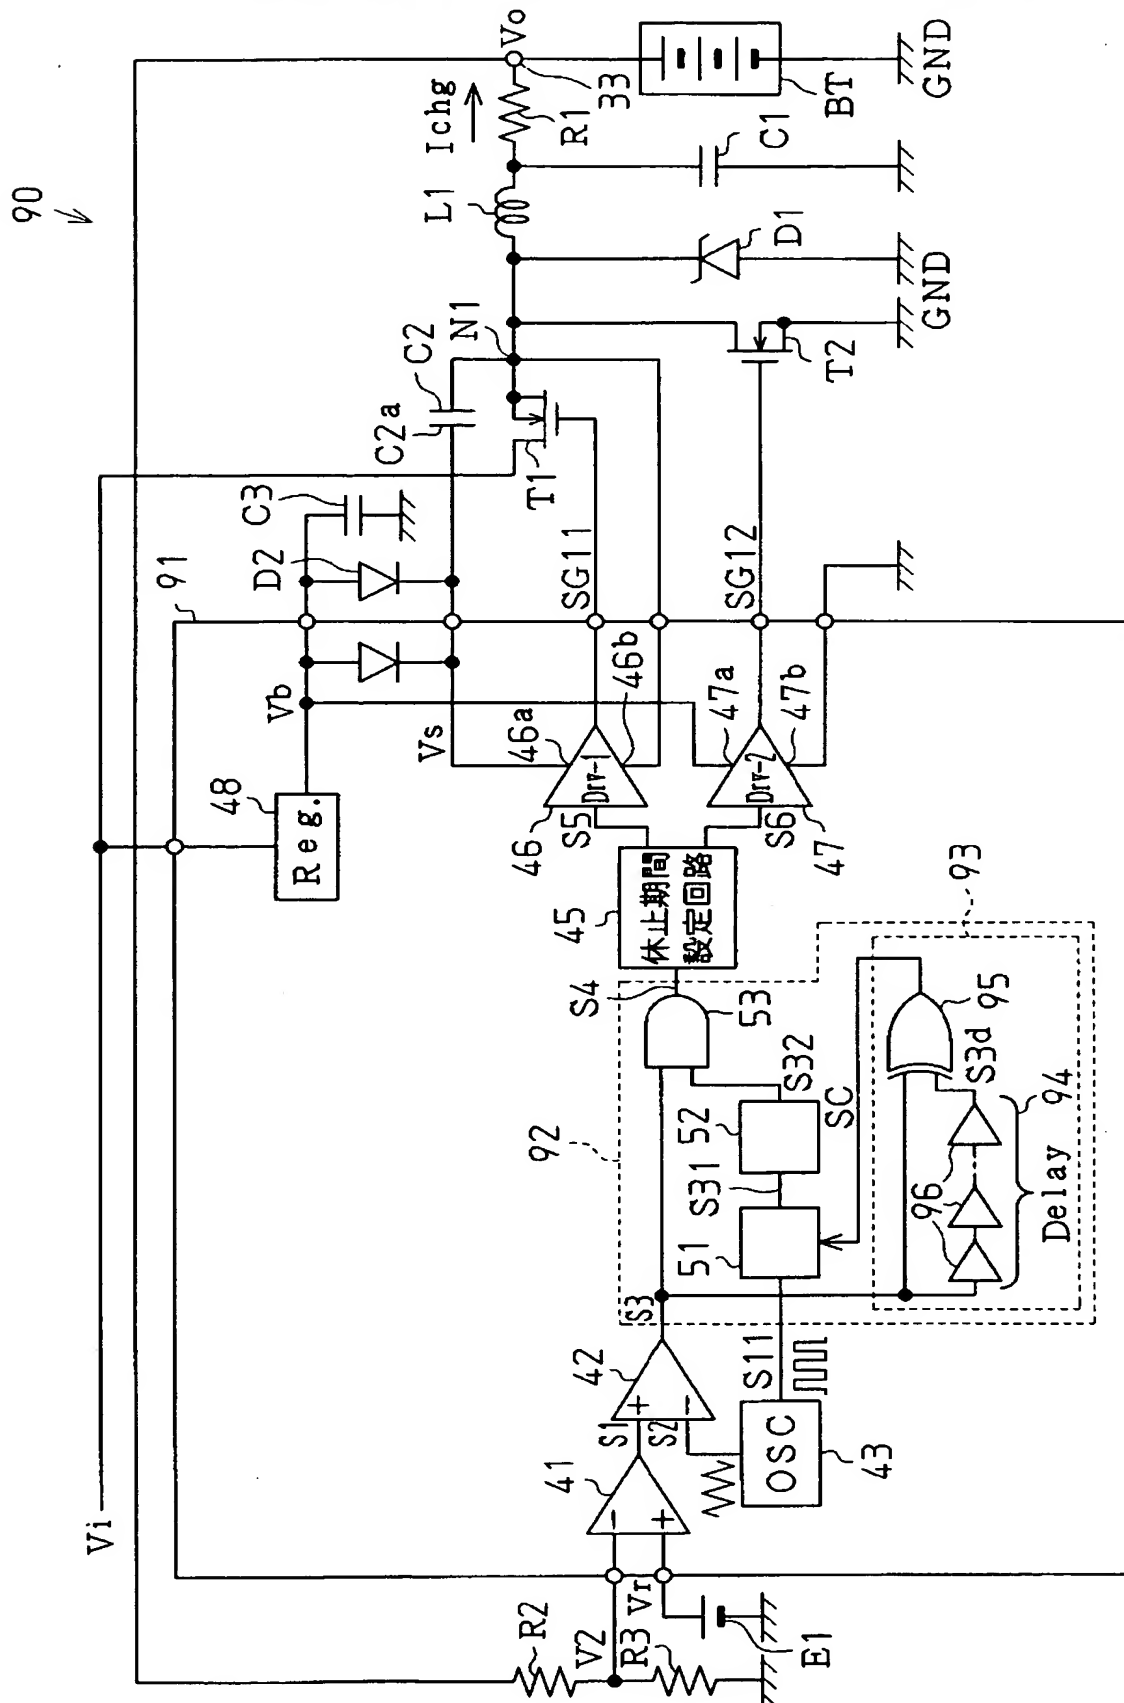 90
Vi
Vo
Ichg
33
R1
L1
C1
BT
GND
D1
GND
N1
C2
C2a
T1
T2
C3
D2
91
SG11
SG12
Vb
Vs
46a
46b
47a
47b
48
Reg.
Drv-1
Drv-2
46
S5
S6
47
45
休止期間
設定回路
S4
53
93
92
S32
52
S31
51
SC
95
S3d
94
96
Delay
S3
42
S1
S2
S11
41
OSC
43
R2
V2
Vr
R3
E1